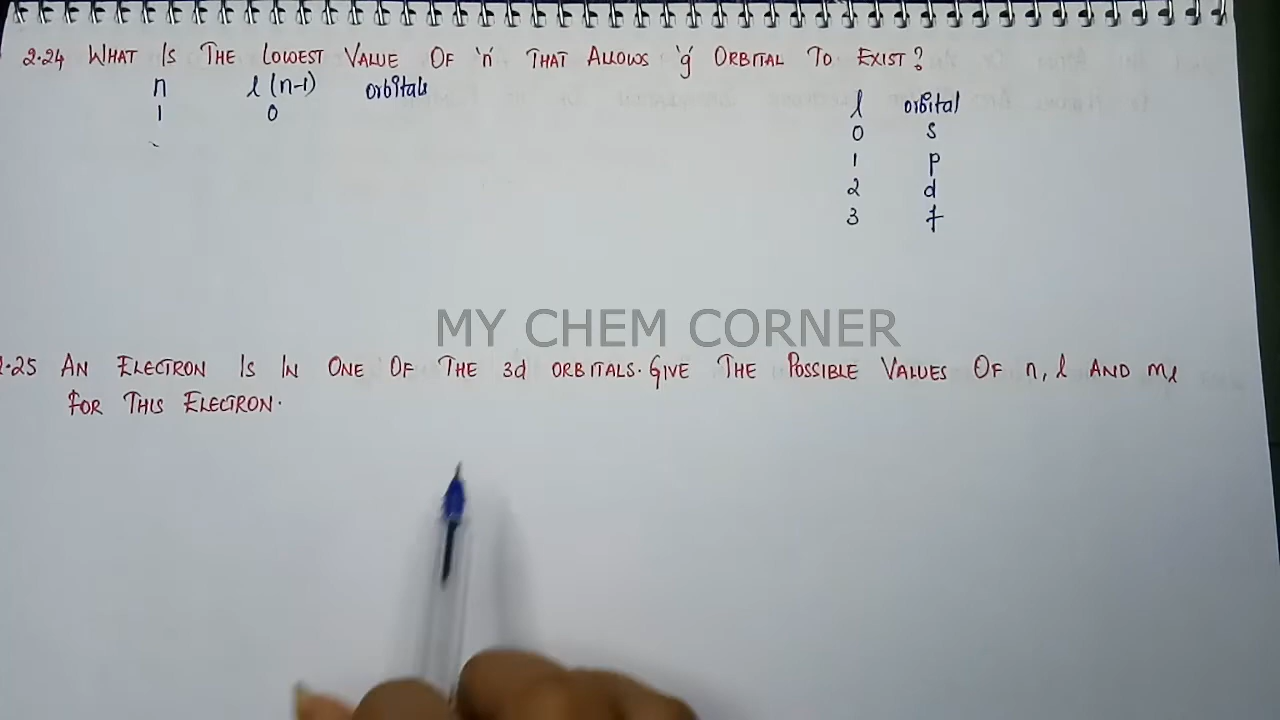 2.24 WHAT IS THE LOWEST VALUE OF 'n' THAT ALLOWS 'g' ORBITAL TO EXIST?
n l (n-1) orbitals
1 0
l orbital
0 s
1 p
2 d
3 f
MY CHEM CORNER
2.25 AN ELECTRON IS IN ONE OF THE 3d ORBITALS. GIVE THE POSSIBLE VALUES OF n, l AND ml
FOR THIS ELECTRON.